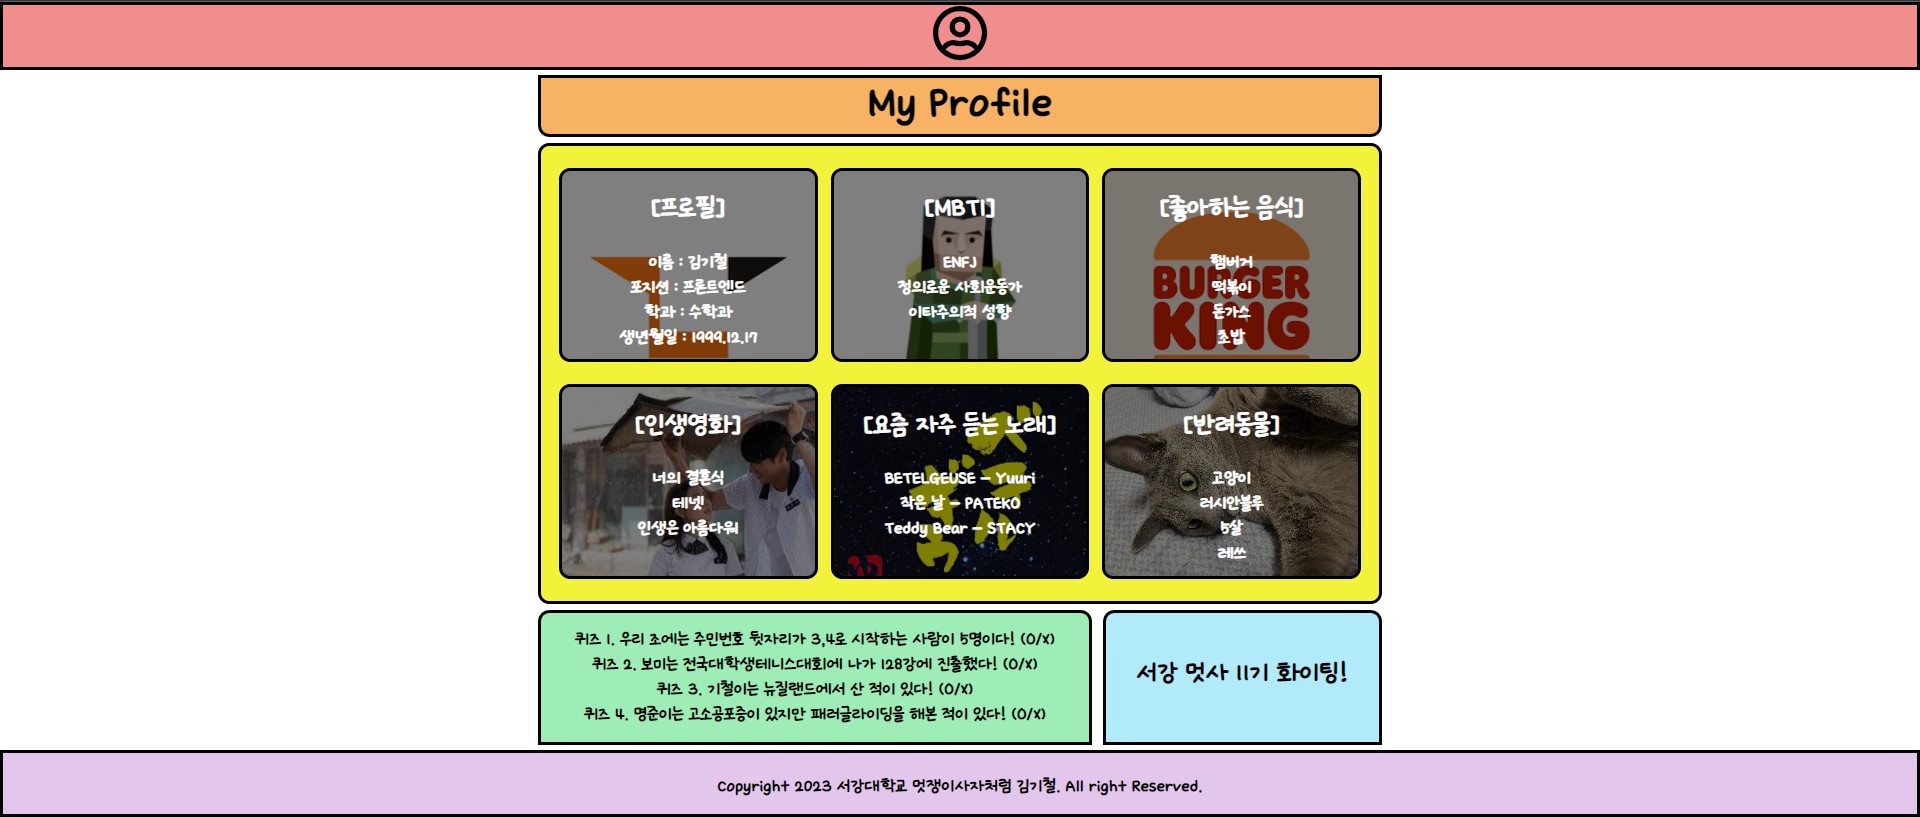 My Profile
[프로필]
이름 : 김기철
포지션 : 프론트엔드
학과 : 수학과
생년월일 : 1999.12.17
[MBTI]
ENFJ
정의로운 사회운동가
이타주의적 성향
[좋아하는 음식]
햄버거
떡볶이
돈가스
초밥
BURGER
KING
[인생영화]
너의 결혼식
테넷
인생은 아름다워
[요즘 자주 듣는 노래]
BETELGEUSE - Yuuri
작은 날 - PATEKO
Teddy Bear - STACY
[반려동물]
고양이
러시안블루
5살
레쓰
퀴즈 1. 우리 조에는 주민번호 뒷자리가 3,4로 시작하는 사람이 5명이다! (O/X)
퀴즈 2. 보미는 전국대학생테니스대회에 나가 128강에 진출했다! (O/X)
퀴즈 3. 기철이는 뉴질랜드에서 산 적이 있다! (O/X)
퀴즈 4. 명준이는 고소공포증이 있지만 패러글라이딩을 해본 적이 있다! (O/X)
서강 멋사 11기 화이팅!
Copyright 2023 서강대학교 멋쟁이사자처럼 김기철. All right Reserved.